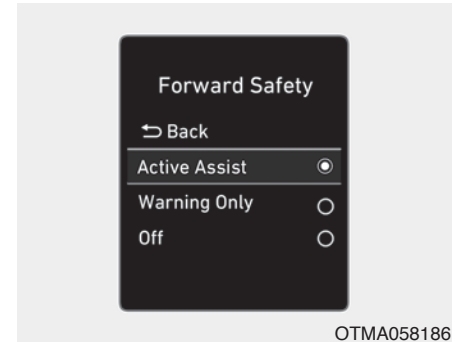 Forward Safety
Back
Active Assist
Warning Only
Off
OTMA058186